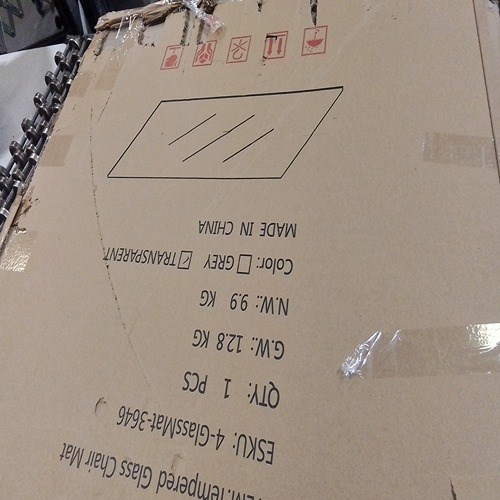 EM:Tempered Glass Chair Mat
ESKU: 4-GlassMat-3646
QTY: 1 PCS
G.W.: 12.8 KG
N.W.: 9.9 KG
Color: GREY TRANSPARENT
MADE IN CHINA